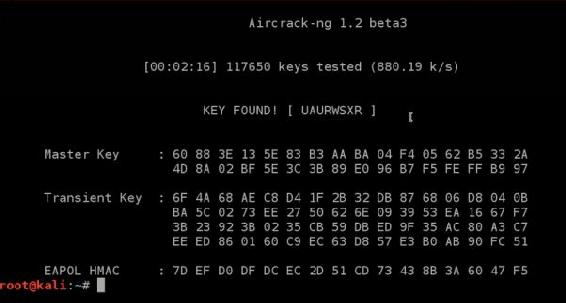 Aircrack-ng 1.2 beta3
[00:02:16] 117650 keys tested (880.19 k/s)
KEY FOUND! [ UAURWSXR ]
Master Key : 60 88 3E 13 5E 83 B3 AA BA 04 F4 05 62 B5 33 2A
4D 8A 02 BF 5E 3C 3B 89 E0 96 B7 F5 FE FF B9 97
Transient Key : 6F 4A 68 AE C8 D4 1F 2B 32 DB 87 68 06 D8 04 0B
BA 5C 02 73 EE 27 50 62 6E 09 39 53 EA 16 67 F7
3B 23 92 3B 02 35 CB 59 DB ED 9F 35 AC 80 A3 C7
EE ED 86 01 60 C9 EC 63 D8 57 E3 B0 AB 90 FC 51
EAPOL HMAC : 7D EF D0 DF DC EC 2D 51 CD 73 43 8B 3A 60 47 F5
root@kali:~#